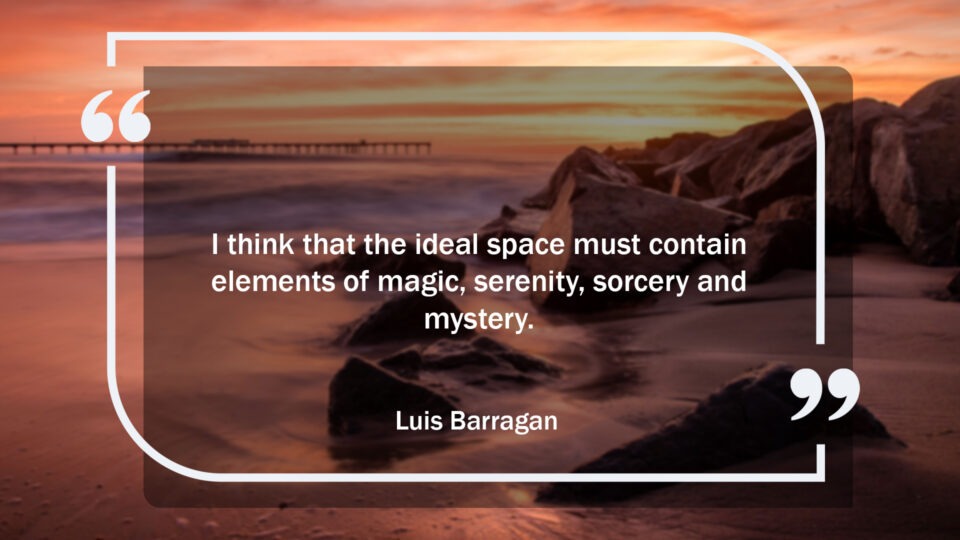 “
I think that the ideal space must contain
elements of magic, serenity, sorcery and
mystery.
”
Luis Barragan